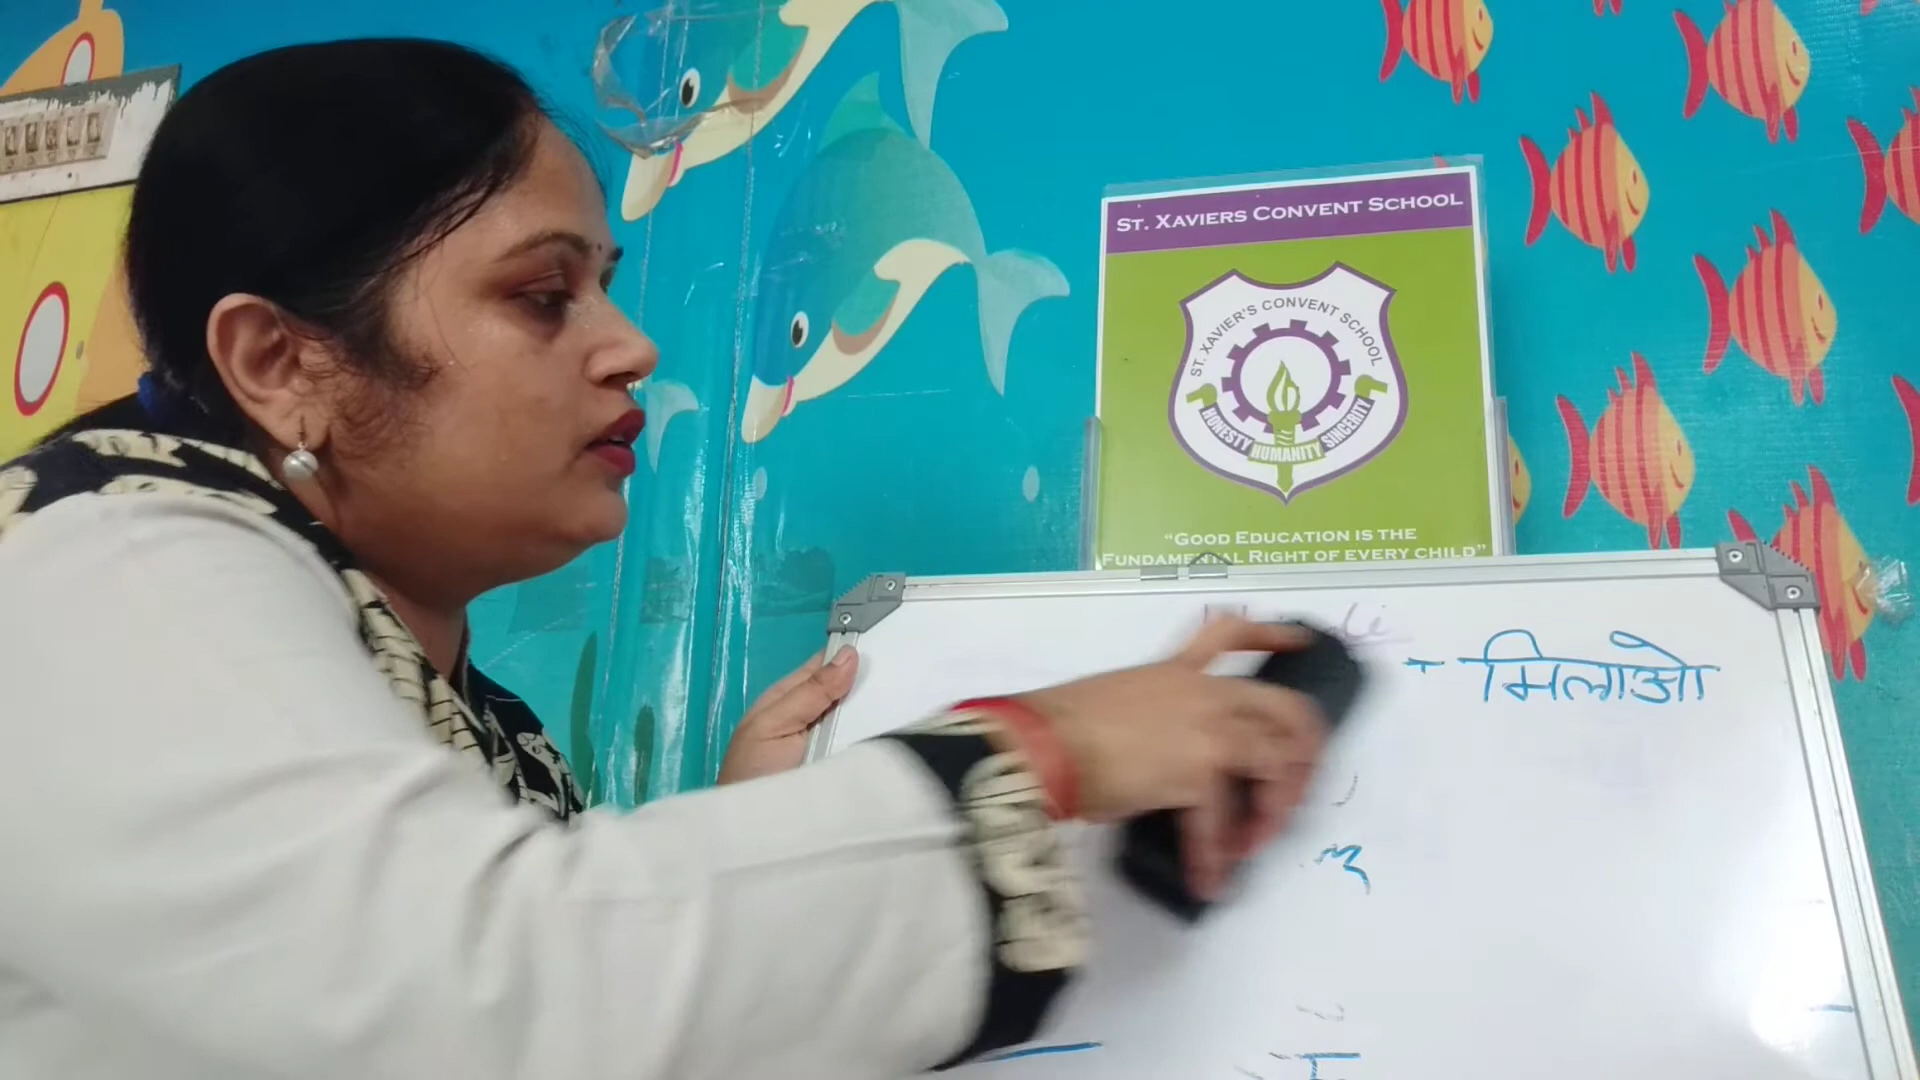 ST. XAVIERS CONVENT SCHOOL
ST. XAVIER'S CONVENT SCHOOL
HONESTY HUMANITY SINCERITY
"GOOD EDUCATION IS THE
FUNDAMENTAL RIGHT OF EVERY CHILD"
मिलाओ